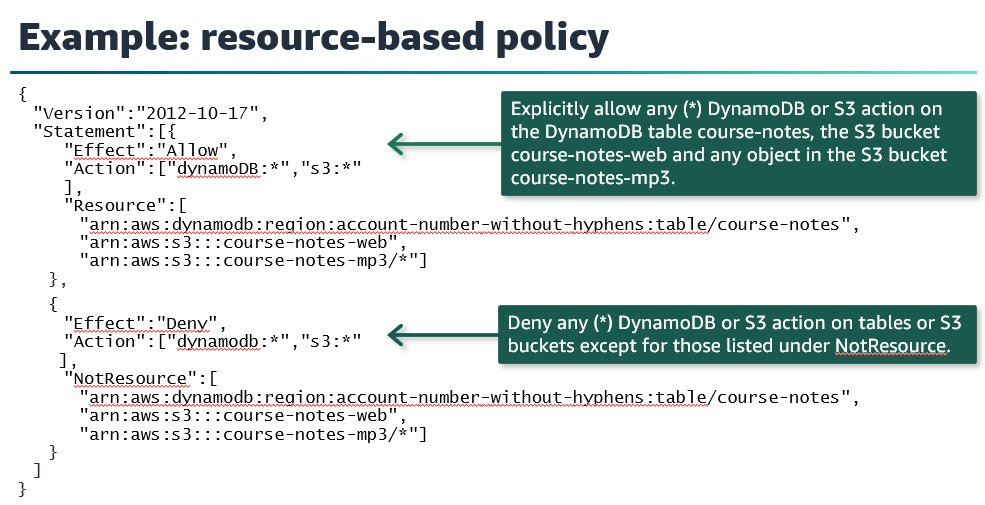 Example: resource-based policy
{
"Version":"2012-10-17",
"Statement":[{
"Effect":"Allow",
"Action":["dynamoDB:*","s3:*"
],
"Resource":[
"arn:aws:dynamodb:region:account-number-without-hyphens:table/course-notes",
"arn:aws:s3:::course-notes-web",
"arn:aws:s3:::course-notes-mp3/*"]
},
Explicitly allow any (*) DynamoDB or S3 action on
the DynamoDB table course-notes, the S3 bucket
course-notes-web and any object in the S3 bucket
course-notes-mp3.
{
"Effect":"Deny",
"Action":["dynamodb:*","s3:*"
],
"NotResource":[
"arn:aws:dynamodb:region:account-number-without-hyphens:table/course-notes",
"arn:aws:s3:::course-notes-web",
"arn:aws:s3:::course-notes-mp3/*"]
}
]
}
Deny any (*) DynamoDB or S3 action on tables or S3
buckets except for those listed under NotResource.